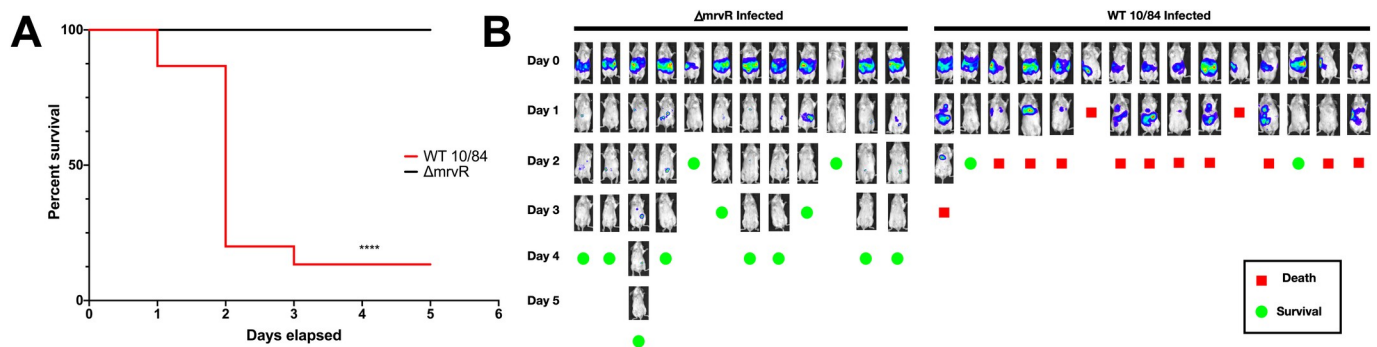 A
100
50
0
Percent survival
0
1
2
3
4
5
6
Days elapsed
WT 10/84
ΔmrvR
****
B
ΔmrvR Infected
WT 10/84 Infected
Day 0
Day 1
Day 2
Day 3
Day 4
Day 5
Death
Survival